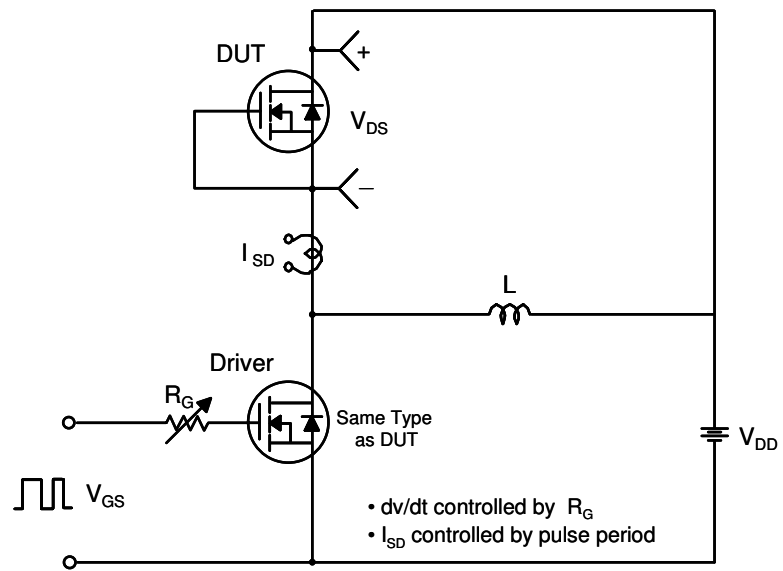 DUT
+
V_DS
–
I_SD
L
Driver
R_G
Same Type
as DUT
V_DD
V_GS
• dv/dt controlled by R_G
• I_SD controlled by pulse period